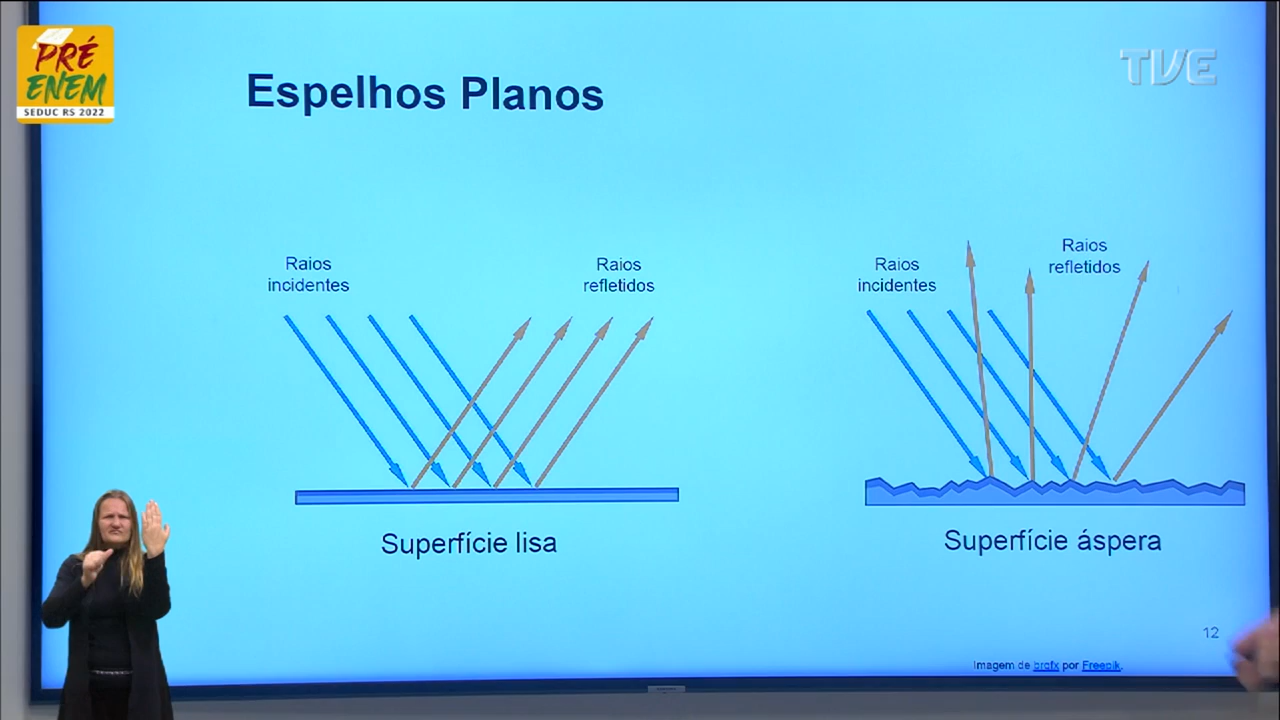 PRÉ
ENEM
SEDUC RS 2022
TVE
Espelhos Planos
Raios
incidentes
Raios
refletidos
Superfície lisa
Raios
incidentes
Raios
refletidos
Superfície áspera
12
Imagem de brgfx por Freepik.